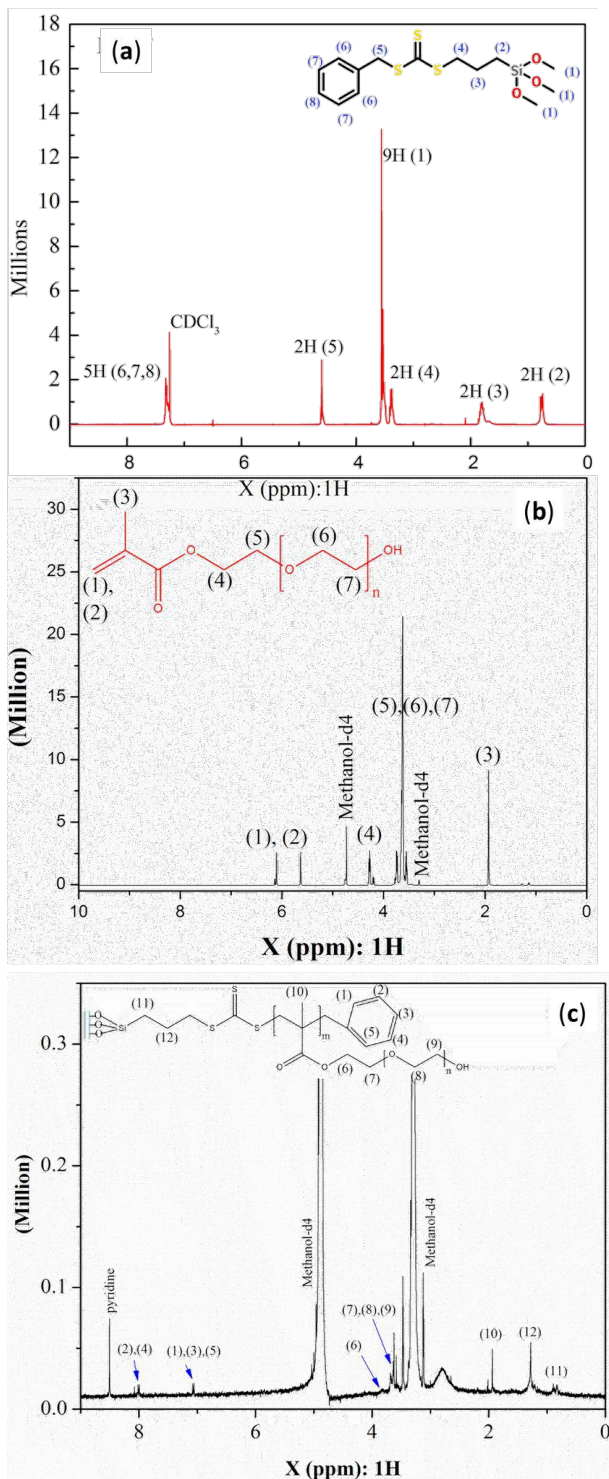 (a)
18
16
14
12
10
8
6
4
2
0
Millions
S
S
S
Si
O
O
O
(1)
(1)
(1)
(2)
(3)
(4)
(5)
(6)
(6)
(7)
(7)
(8)
9H (1)
CDCl3
5H (6,7,8)
2H (5)
2H (4)
2H (3)
2H (2)
8 6 4 2 0
X (ppm):1H
(b)
30
25
20
15
10
5
0
(Million)
(3)
(1),
(2)
O
O
(4)
(5)
O
(6)
(7)
n
OH
(5),(6),(7)
Methanol-d4
Methanol-d4
(1), (2)
(4)
(3)
10 8 6 4 2 0
X (ppm): 1H
(c)
0.3
0.2
0.1
0.0
(Million)
O
O
O
Si
(11)
(12)
S
S
S
(10)
m
(1)
(2)
(3)
(4)
(5)
O
O
(6)
(7)
O
(8)
(9)
n
OH
pyridine
(2),(4)
(1),(3),(5)
Methanol-d4
(6)
(7),(8),(9)
Methanol-d4
(10)
(12)
(11)
8 6 4 2 0
X (ppm): 1H